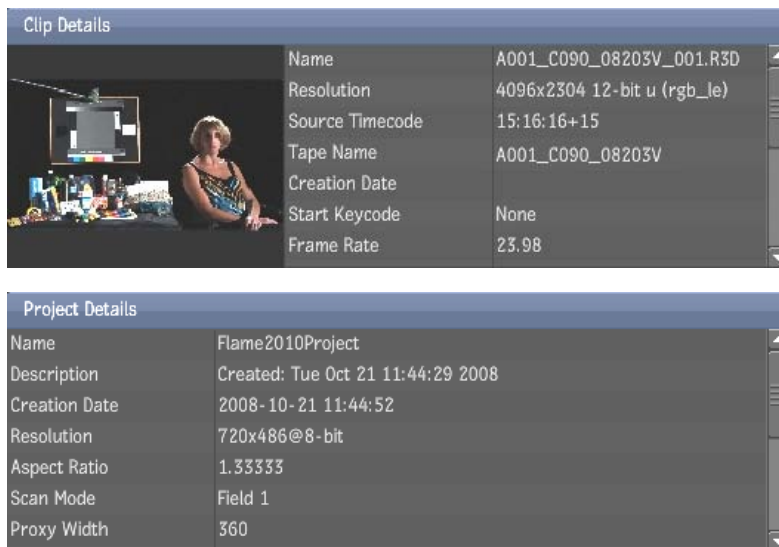 Clip Details
Name A001_C090_08203V_001.R3D
Resolution 4096x2304 12-bit u (rgb_le)
Source Timecode 15:16:16+15
Tape Name A001_C090_08203V
Creation Date
Start Keycode None
Frame Rate 23.98
Project Details
Name Flame2010Project
Description Created: Tue Oct 21 11:44:29 2008
Creation Date 2008-10-21 11:44:52
Resolution 720x486@8-bit
Aspect Ratio 1.33333
Scan Mode Field 1
Proxy Width 360